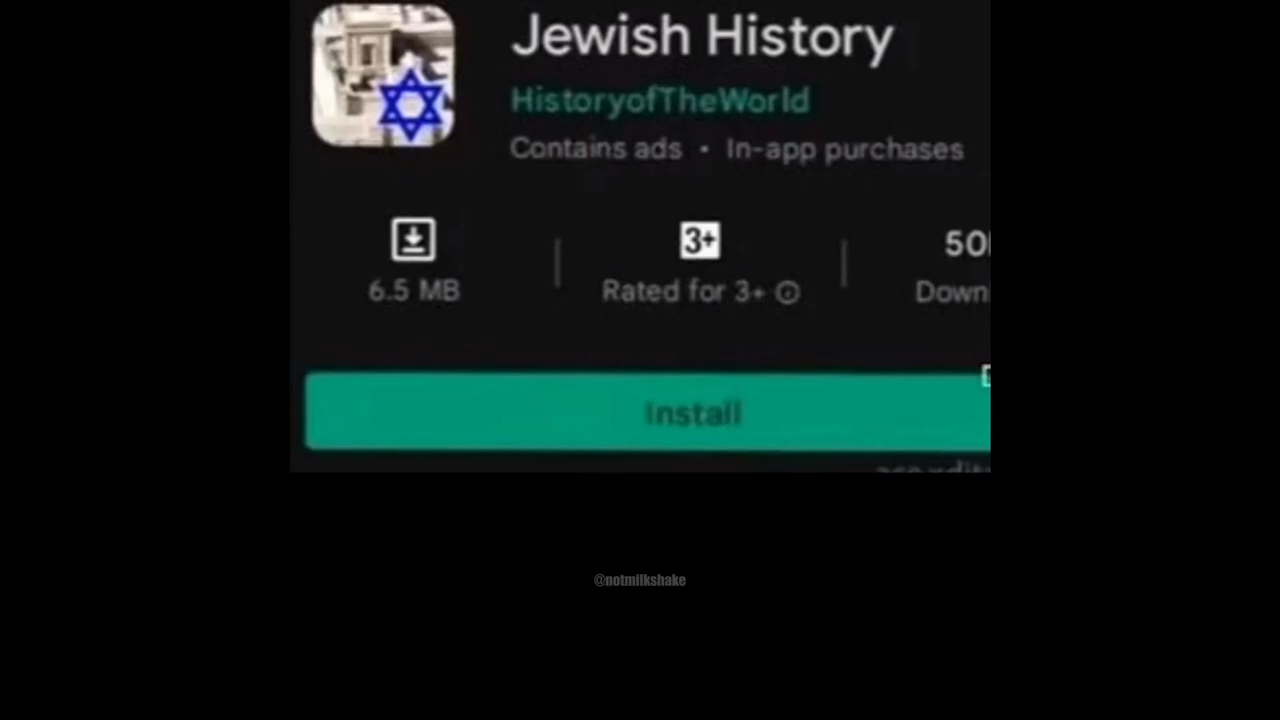 Jewish History
HistoryofTheWorld
Contains ads • In-app purchases
3+
6.5 MB
Rated for 3+
Install
@notmilkshake